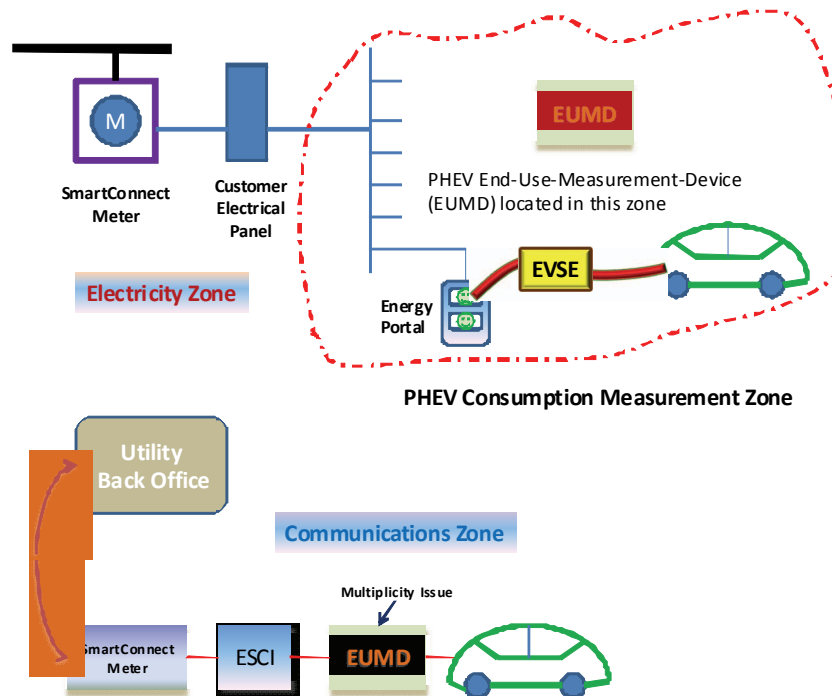 M
EUMD
SmartConnect
Meter
Customer
Electrical
Panel
PHEV End-Use-Measurement-Device
(EUMD) located in this zone
EVSE
Electricity Zone
Energy
Portal
PHEV Consumption Measurement Zone
Utility
Back Office
Communications Zone
Multiplicity Issue
SmartConnect
Meter
ESCI
EUMD